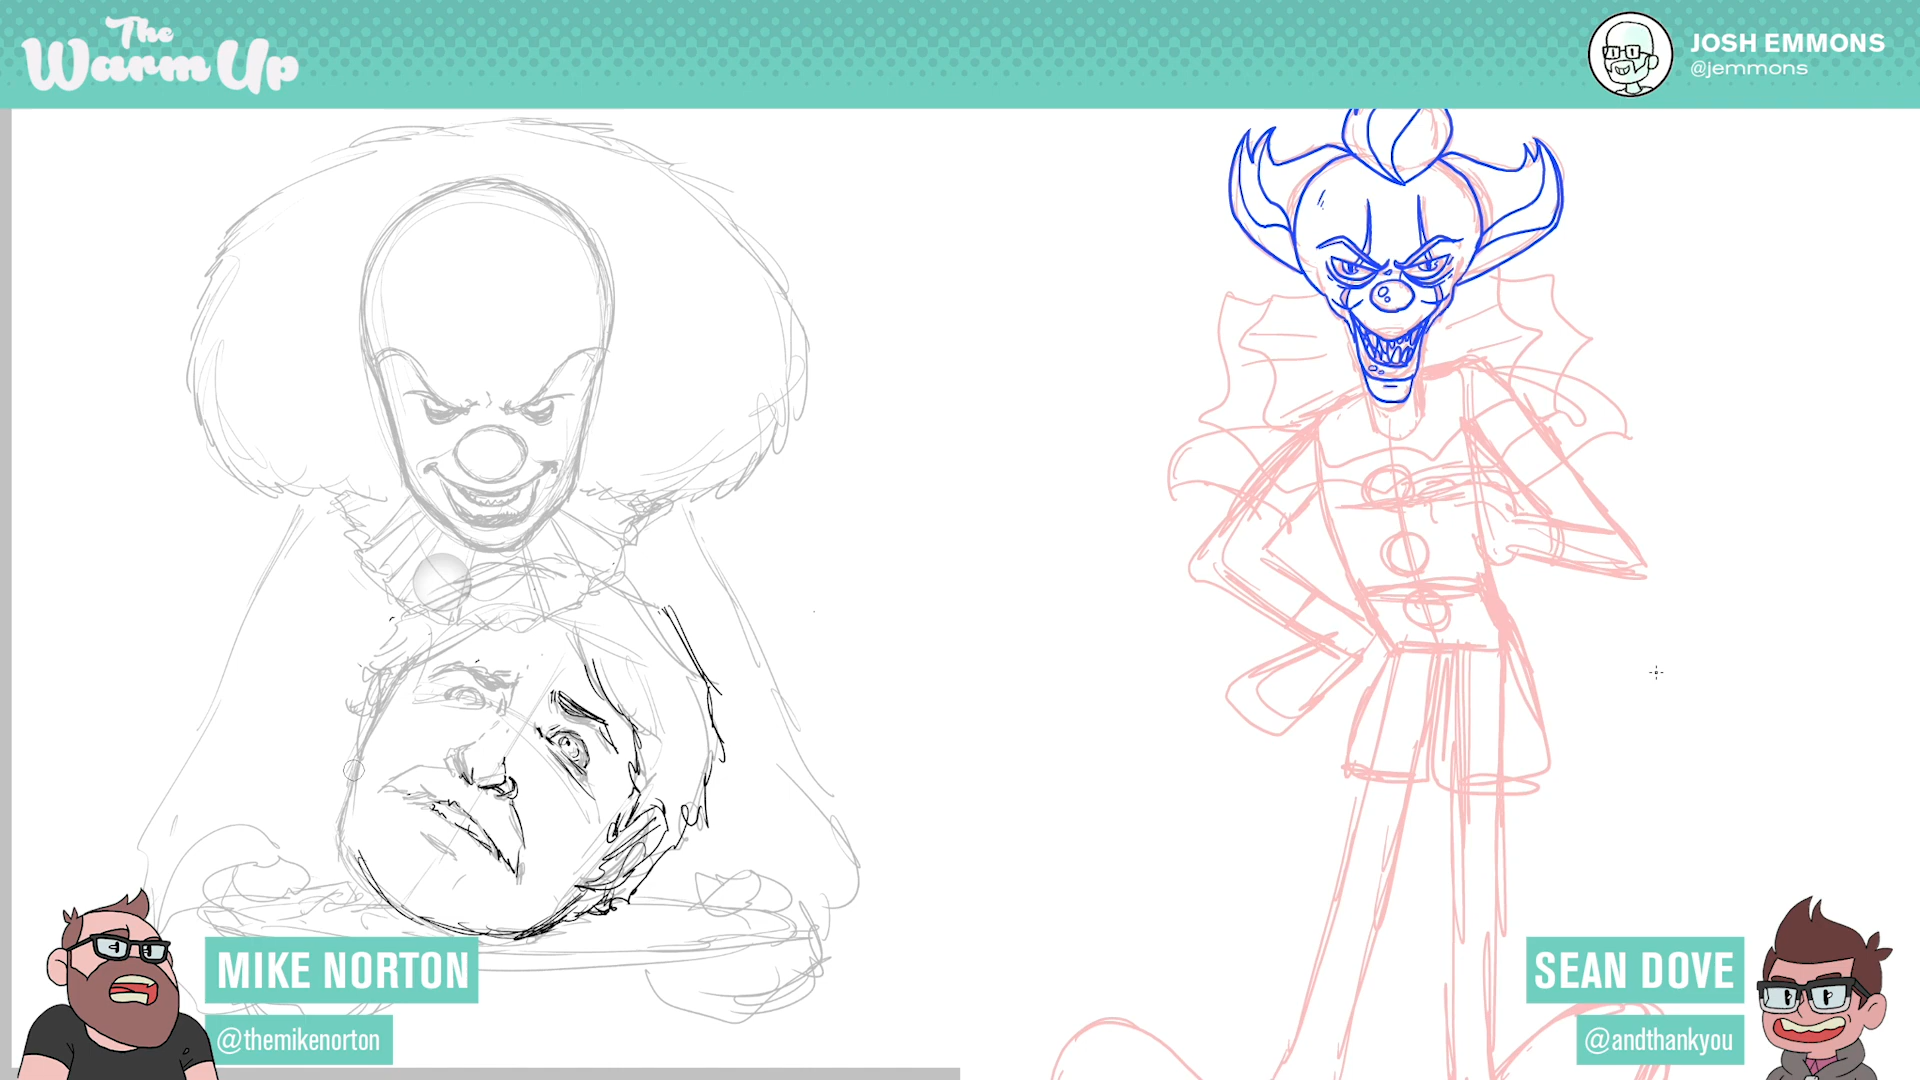 The
Warm Up
JOSH EMMONS
@jemmons
MIKE NORTON
@themikenorton
SEAN DOVE
@andthankyou